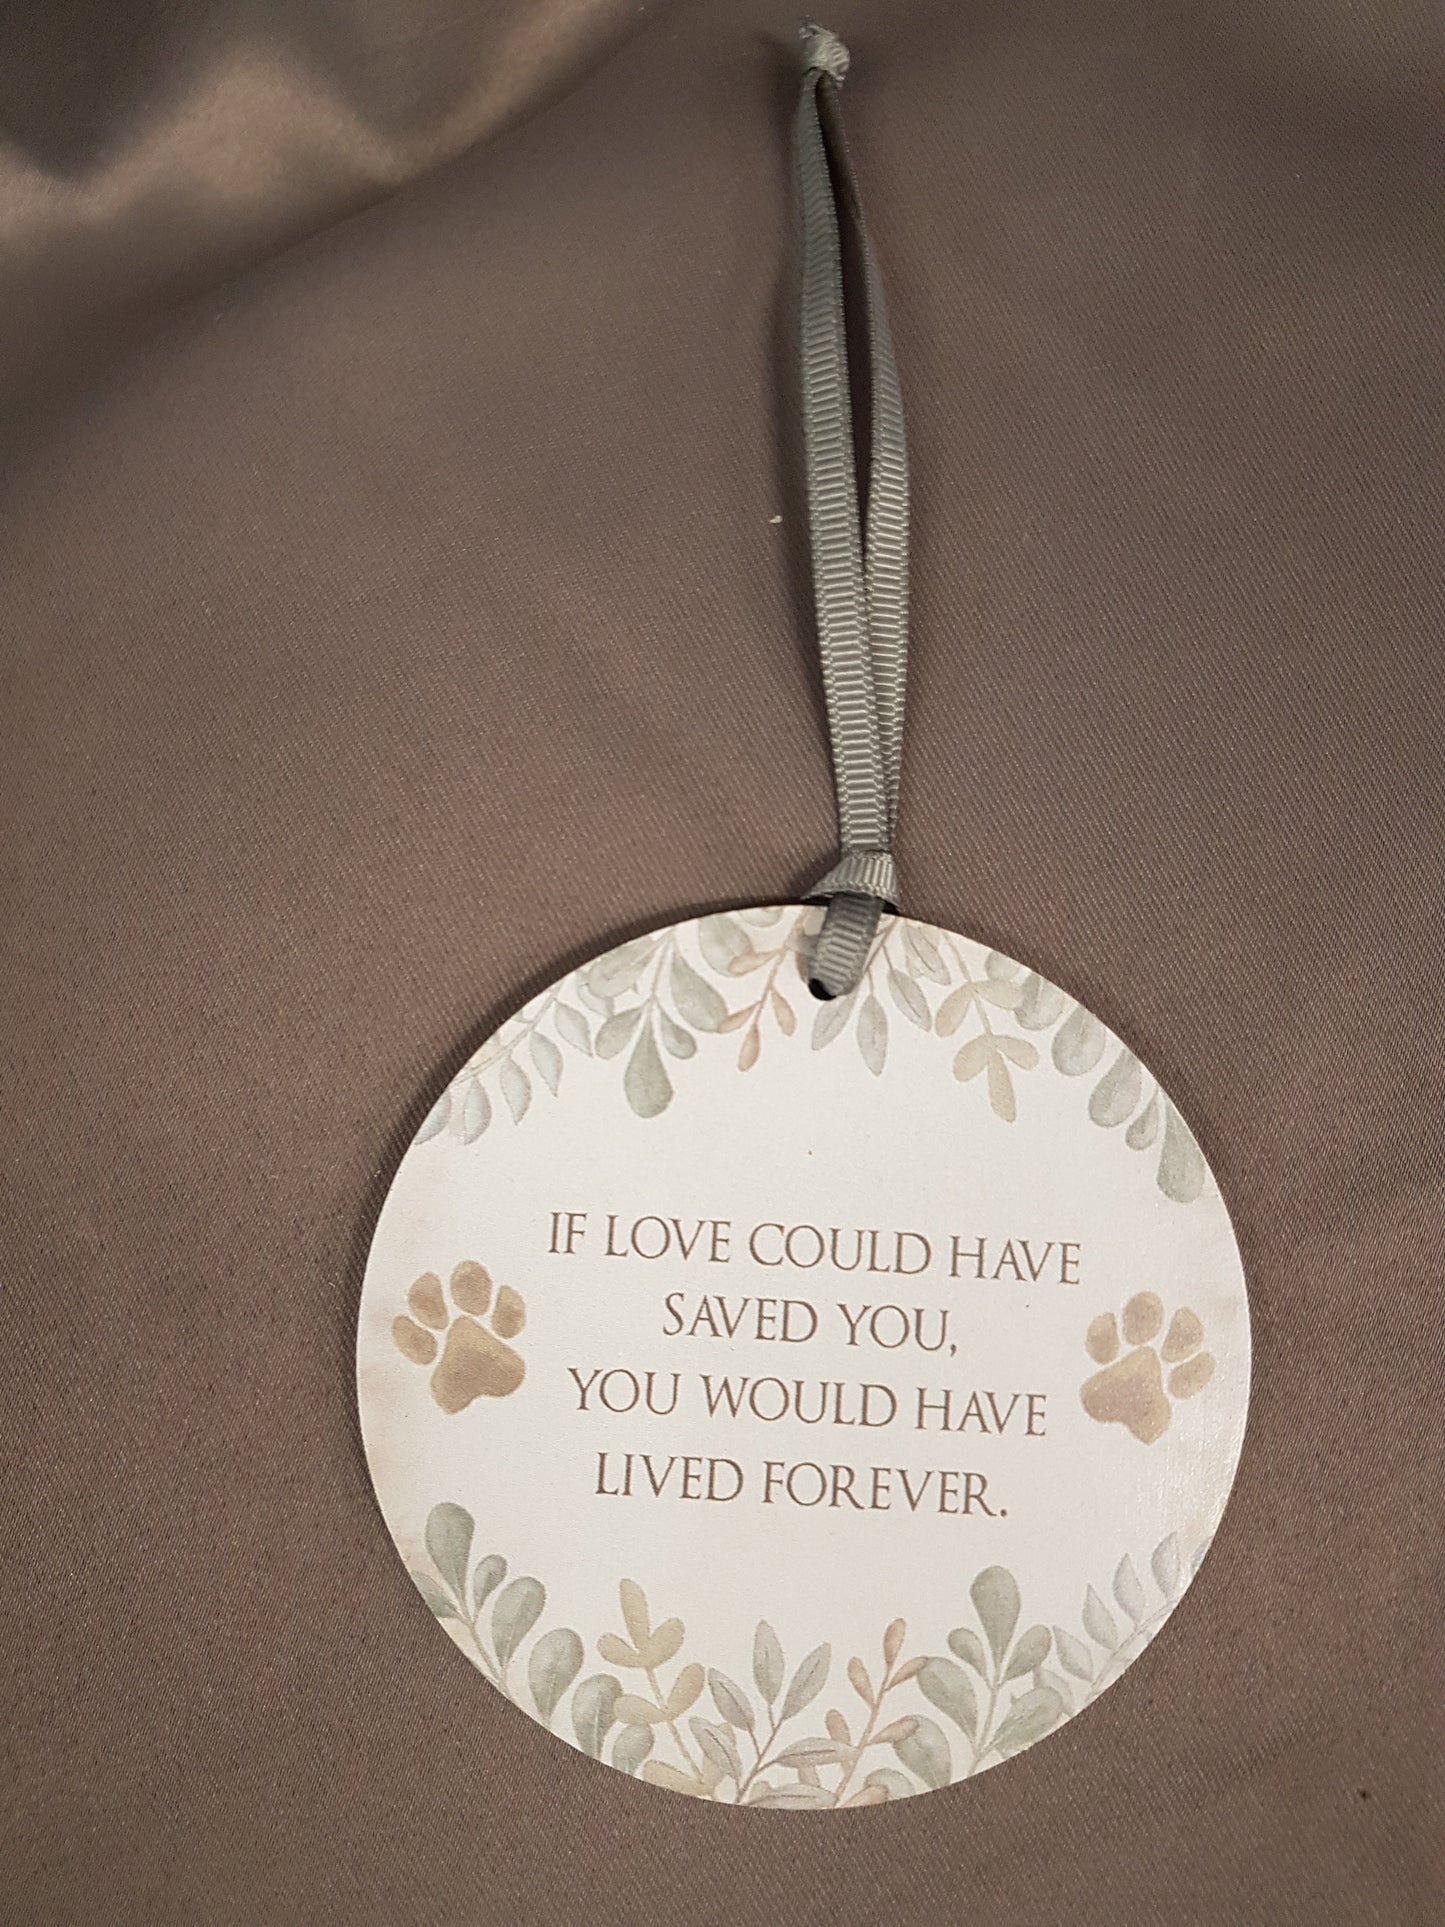 IF LOVE COULD HAVE
SAVED YOU,
YOU WOULD HAVE
LIVED FOREVER.